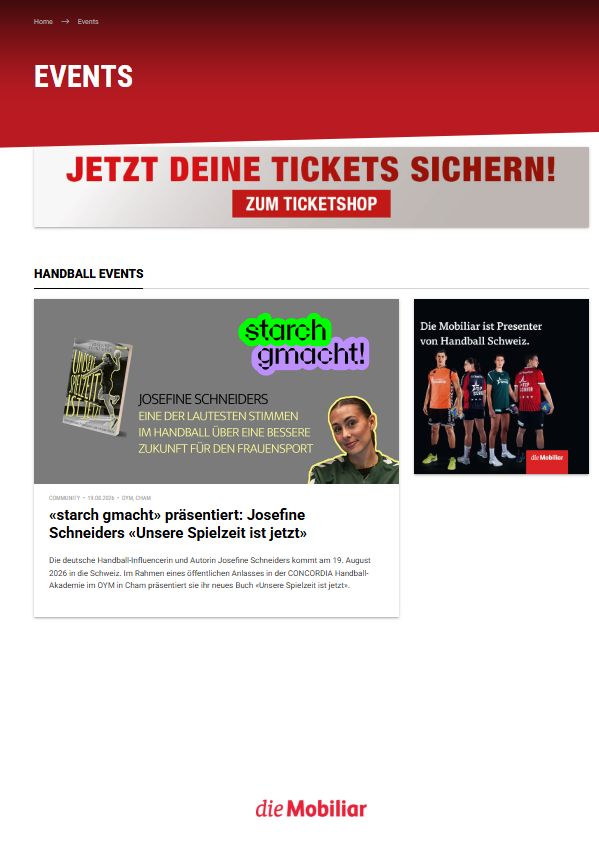 Home → Events
EVENTS
JETZT DEINE TICKETS SICHERN!
ZUM TICKETSHOP
HANDBALL EVENTS
starch
gmacht!
UNSRE
SPIELZEIT
IST JETZT
JOSEFINE SCHNEIDERS
EINE DER LAUTESTEN STIMMEN
IM HANDBALL ÜBER EINE BESSERE
ZUKUNFT FÜR DEN FRAUENSPORT
Die Mobiliar ist Presenter
von Handball Schweiz.
die Mobiliar
COMMUNITY • 19.08.2026 • OYM, CHAM
«starch gmacht» präsentiert: Josefine
Schneiders «Unsere Spielzeit ist jetzt»
Die deutsche Handball-Influencerin und Autorin Josefine Schneiders kommt am 19. August
2026 in die Schweiz. Im Rahmen eines öffentlichen Anlasses in der CONCORDIA Handball-
Akademie im OYM in Cham präsentiert sie ihr neues Buch «Unsere Spielzeit ist jetzt».
die Mobiliar